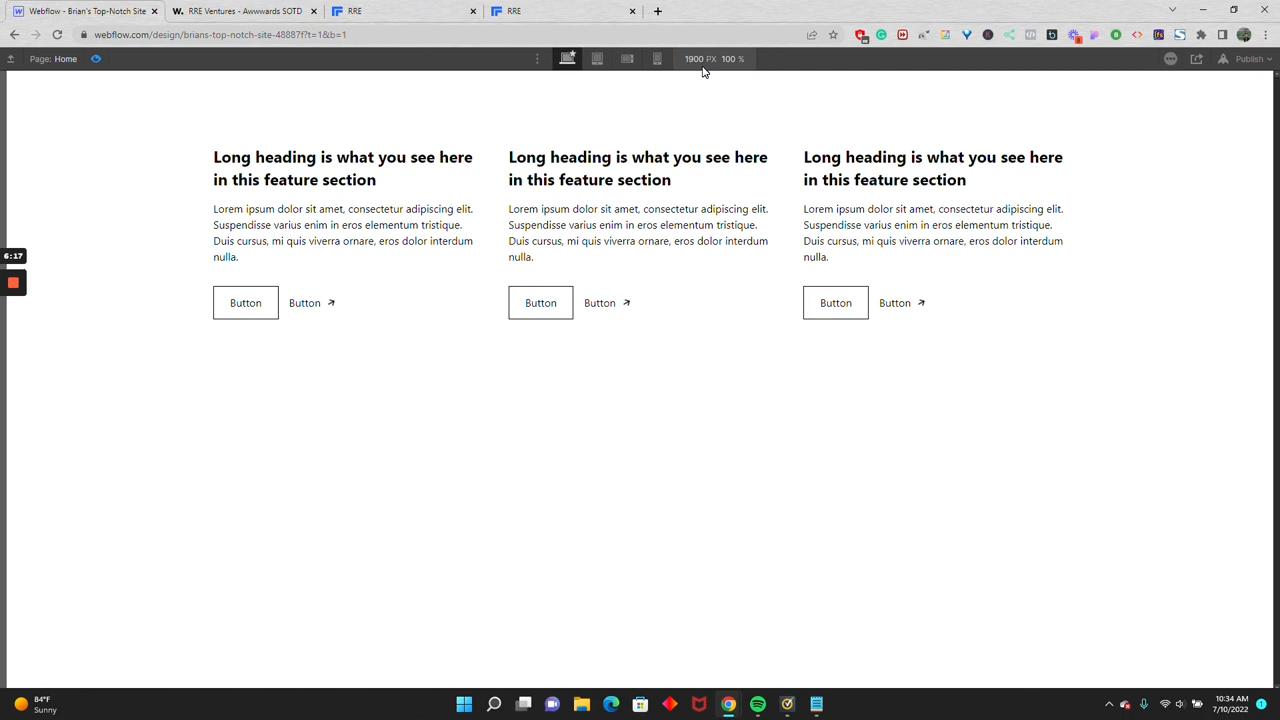 Webflow - Brian's Top-Notch Site
RRE Ventures - Awwwards SOTD
RRE
RRE
webflow.com/design/brians-top-notch-site-48887f?t=1&b=1
Page: Home
1900 PX 100 %
Publish
Long heading is what you see here
in this feature section
Lorem ipsum dolor sit amet, consectetur adipiscing elit.
Suspendisse varius enim in eros elementum tristique.
Duis cursus, mi quis viverra ornare, eros dolor interdum
nulla.
Button Button
Long heading is what you see here
in this feature section
Lorem ipsum dolor sit amet, consectetur adipiscing elit.
Suspendisse varius enim in eros elementum tristique.
Duis cursus, mi quis viverra ornare, eros dolor interdum
nulla.
Button Button
Long heading is what you see here
in this feature section
Lorem ipsum dolor sit amet, consectetur adipiscing elit.
Suspendisse varius enim in eros elementum tristique.
Duis cursus, mi quis viverra ornare, eros dolor interdum
nulla.
Button Button
6:17
84°F
Sunny
10:34 AM
7/10/2022
1